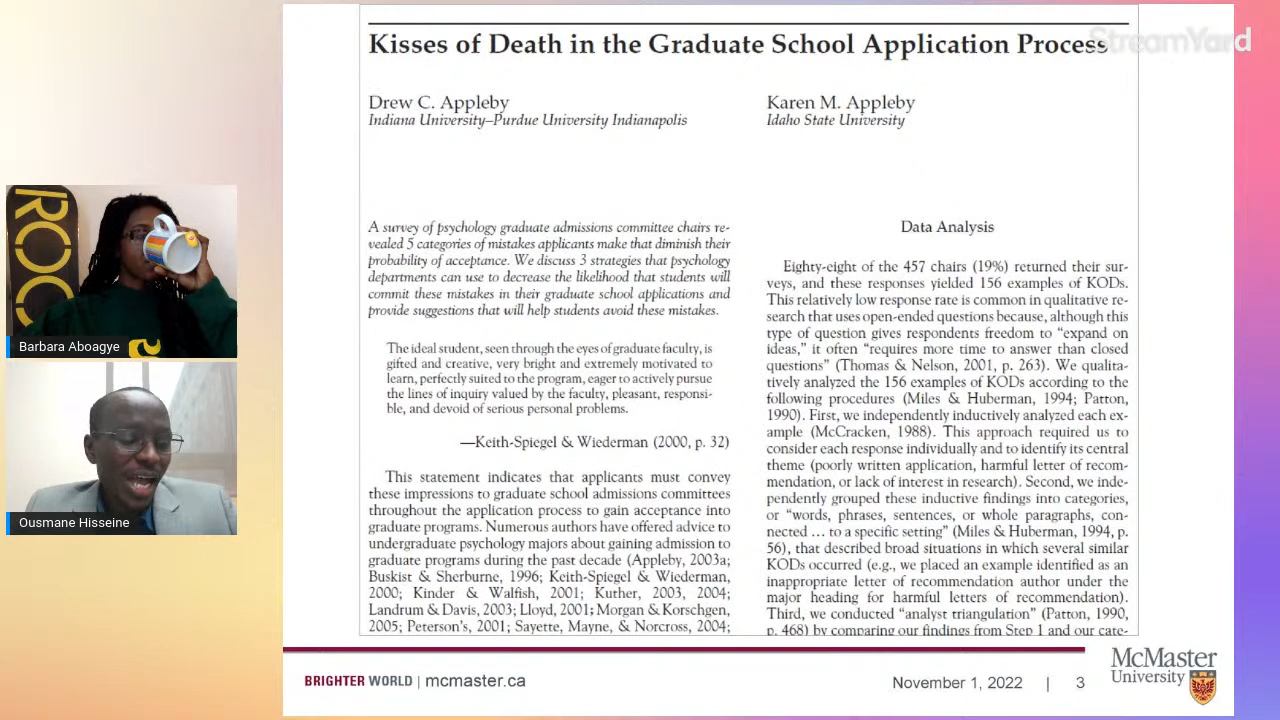 StreamYard
Kisses of Death in the Graduate School Application Process
Drew C. Appleby
Indiana University–Purdue University Indianapolis
Karen M. Appleby
Idaho State University
A survey of psychology graduate admissions committee chairs re-
vealed 5 categories of mistakes applicants make that diminish their
probability of acceptance. We discuss 3 strategies that psychology
departments can use to decrease the likelihood that students will
commit these mistakes in their graduate school applications and
provide suggestions that will help students avoid these mistakes.
The ideal student, seen through the eyes of graduate faculty, is
gifted and creative, very bright and extremely motivated to
learn, perfectly suited to the program, eager to actively pursue
the lines of inquiry valued by the faculty, pleasant, responsi-
ble, and devoid of serious personal problems.
—Keith-Spiegel & Wiederman (2000, p. 32)
This statement indicates that applicants must convey
these impressions to graduate school admissions committees
throughout the application process to gain acceptance into
graduate programs. Numerous authors have offered advice to
undergraduate psychology majors about gaining admission to
graduate programs during the past decade (Appleby, 2003a;
Buskist & Sherburne, 1996; Keith-Spiegel & Wiederman,
2000; Kinder & Walfish, 2001; Kuther, 2003, 2004;
Landrum & Davis, 2003; Lloyd, 2001; Morgan & Korschgen,
2005; Peterson's, 2001; Sayette, Mayne, & Norcross, 2004;
Data Analysis
Eighty-eight of the 457 chairs (19%) returned their sur-
veys, and these responses yielded 156 examples of KODs.
This relatively low response rate is common in qualitative re-
search that uses open-ended questions because, although this
type of question gives respondents freedom to "expand on
ideas," it often "requires more time to answer than closed
questions" (Thomas & Nelson, 2001, p. 263). We qualita-
tively analyzed the 156 examples of KODs according to the
following procedures (Miles & Huberman, 1994; Patton,
1990). First, we independently inductively analyzed each ex-
ample (McCracken, 1988). This approach required us to
consider each response individually and to identify its central
theme (poorly written application, harmful letter of recom-
mendation, or lack of interest in research). Second, we inde-
pendently grouped these inductive findings into categories,
or "words, phrases, sentences, or whole paragraphs, con-
nected … to a specific setting" (Miles & Huberman, 1994, p.
56), that described broad situations in which several similar
KODs occurred (e.g., we placed an example identified as an
inappropriate letter of recommendation author under the
major heading for harmful letters of recommendation).
Third, we conducted "analyst triangulation" (Patton, 1990,
p. 468) by comparing our findings from Step 1 and our cate-
ROC
Barbara Aboagye
Ousmane Hisseine
BRIGHTER WORLD | mcmaster.ca
November 1, 2022 | 3
McMaster
University